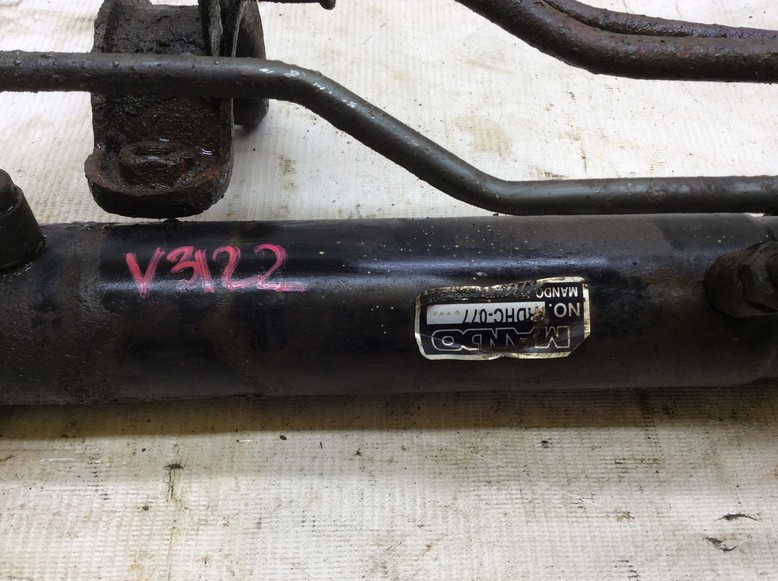 V3122
MANDO
NO.
DHC-077
MANDO